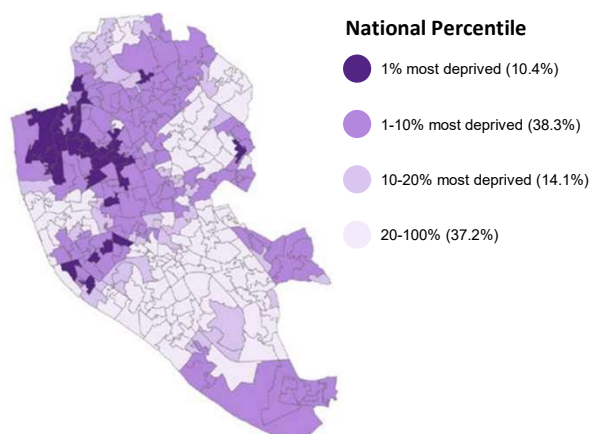 National Percentile
1% most deprived (10.4%)
1-10% most deprived (38.3%)
10-20% most deprived (14.1%)
20-100% (37.2%)